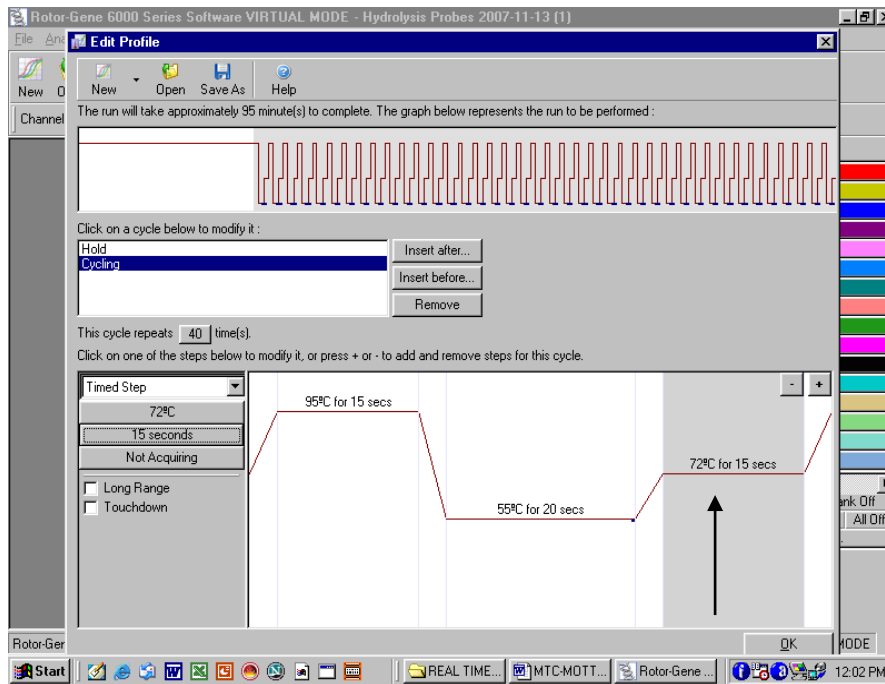 Rotor-Gene 6000 Series Software VIRTUAL MODE - Hydrolysis Probes 2007-11-13 (1)
File Ana
Edit Profile
New
New Open Save As Help
Channel
The run will take approximately 95 minute(s) to complete. The graph below represents the run to be performed :
Click on a cycle below to modify it :
Hold
Cycling
Insert after...
Insert before...
Remove
This cycle repeats 40 time(s).
Click on one of the steps below to modify it, or press + or - to add and remove steps for this cycle.
Timed Step
- +
72ºC
95ºC for 15 secs
15 seconds
Not Acquiring
72ºC for 15 secs
Long Range
Touchdown
55ºC for 20 secs
ank Off
All Off
OK
Rotor-Ger
MODE
Start
REAL TIME... MTC-MOTT... Rotor-Gene ... 12:02 PM